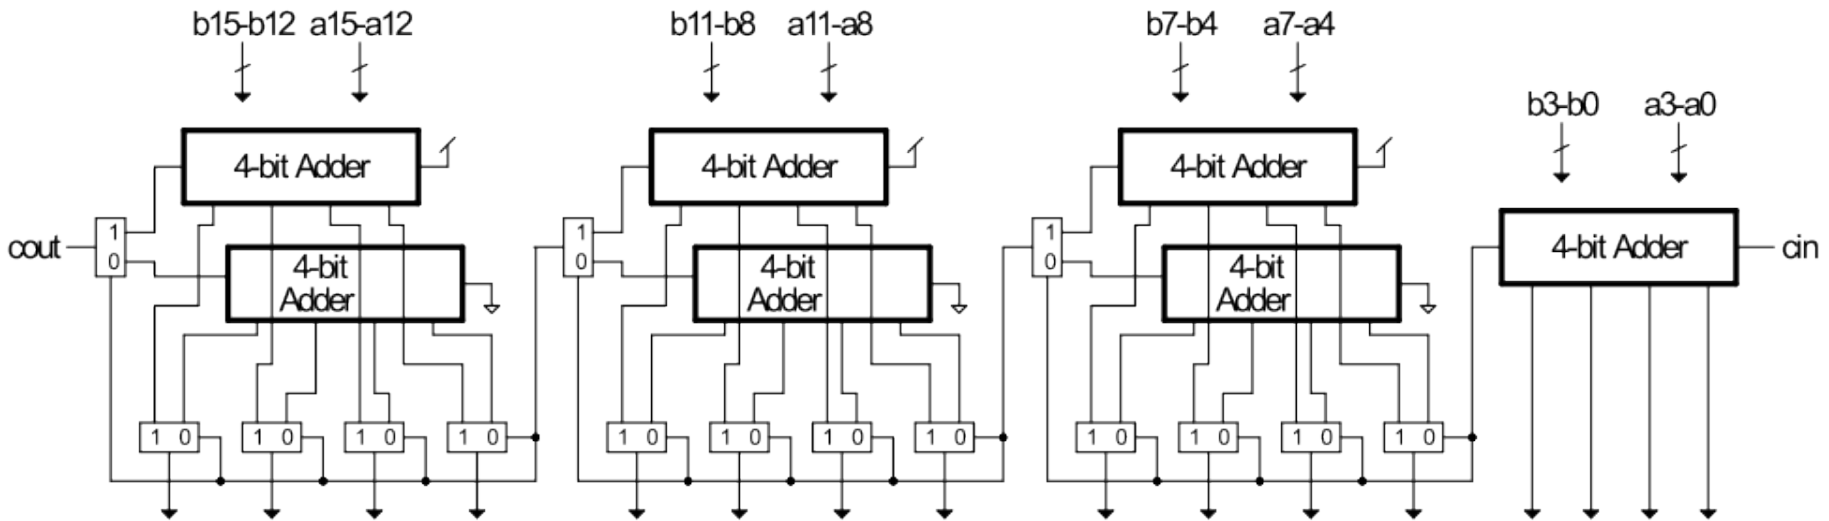 b15-b12 a15-a12
b11-b8 a11-a8
b7-b4 a7-a4
b3-b0 a3-a0
4-bit Adder
4-bit Adder
4-bit Adder
4-bit Adder
cin
cout
1
0
4-bit
Adder
1
0
4-bit
Adder
1
0
4-bit
Adder
1 0
1 0
1 0
1 0
1 0
1 0
1 0
1 0
1 0
1 0
1 0
1 0